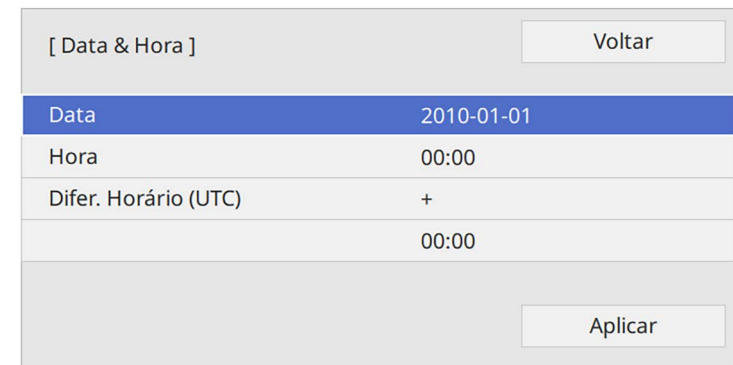 [ Data & Hora ] Voltar
Data 2010-01-01
Hora 00:00
Difer. Horário (UTC) +
00:00
Aplicar